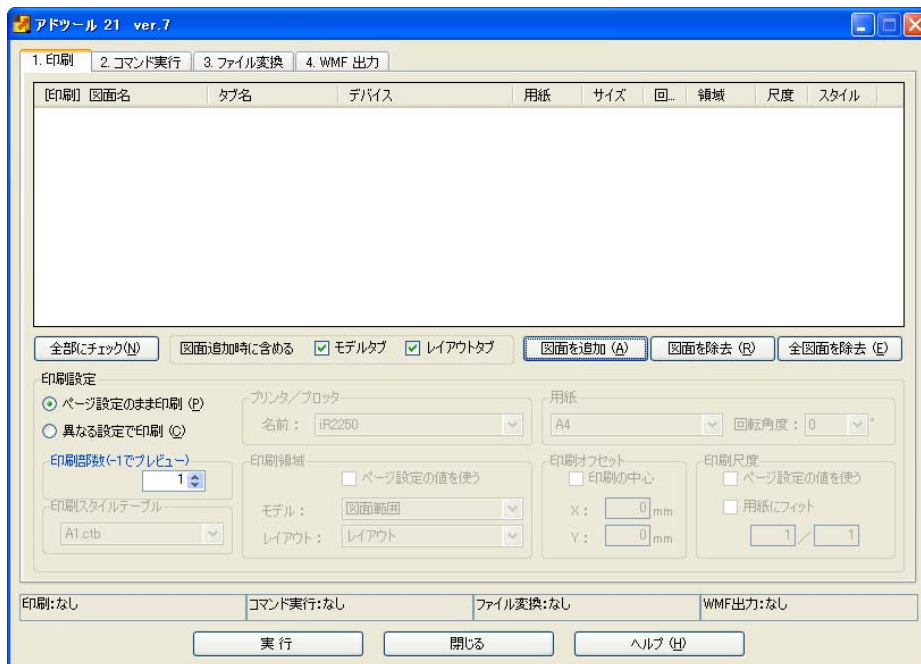 アドツール 21 ver.7
1. 印刷 2. コマンド実行 3. ファイル変換 4. WMF 出力
[印刷] 図面名 タブ名 デバイス 用紙 サイズ 回... 領域 尺度 スタイル
全部にチェック(N) 図面追加時に含める モデルタブ レイアウトタブ 図面を追加 (A) 図面を除去 (R) 全図面を除去 (E)
印刷設定
ページ設定のまま印刷 (P)
異なる設定で印刷 (C)
プリンタ/プロッタ
名前: iR2250
用紙
A4 回転角度: 0 °
印刷部数(-1でプレビュー)
1
印刷スタイルテーブル
A1.ctb
印刷領域
ページ設定の値を使う
モデル: 図面範囲
レイアウト: レイアウト
印刷オフセット
印刷の中心
X: 0 mm
Y: 0 mm
印刷尺度
ページ設定の値を使う
用紙にフィット
1 / 1
印刷:なし コマンド実行:なし ファイル変換:なし WMF出力:なし
実行 閉じる ヘルプ (H)